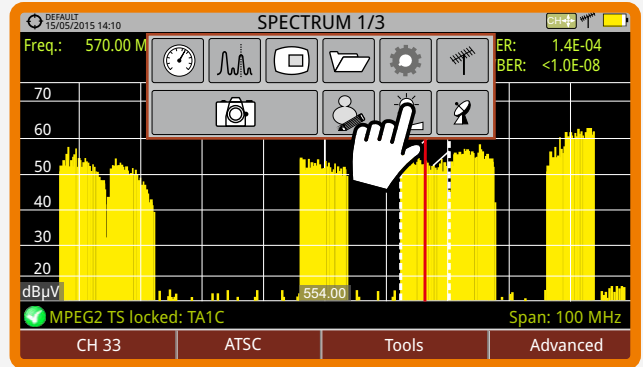 DEFAULT
15/05/2015 14:10
SPECTRUM 1/3
CH
Freq.: 570.00 M
ER: 1.4E-04
BER: <1.0E-08
70
60
50
40
30
20
dBµV
554.00
MPEG2 TS locked: TA1C
Span: 100 MHz
CH 33
ATSC
Tools
Advanced